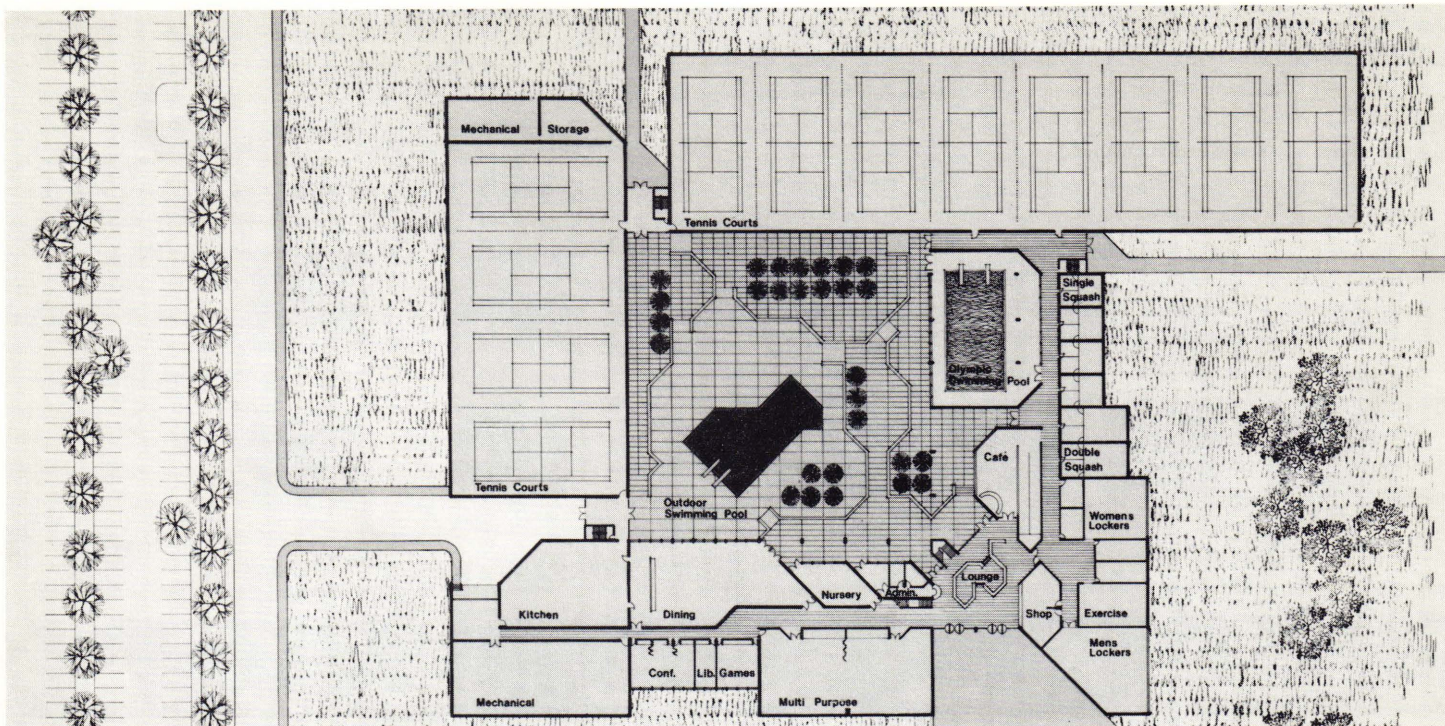 Mechanical
Storage
Tennis Courts
Single
Squash
Olympic
Swimming Pool
Café
Double
Squash
Tennis Courts
Outdoor
Swimming Pool
Womens
Lockers
Lounge
Nursery
Admin.
Kitchen
Dining
Shop
Exercise
Mens
Lockers
Conf.
Lib.
Games
Mechanical
Multi Purpose